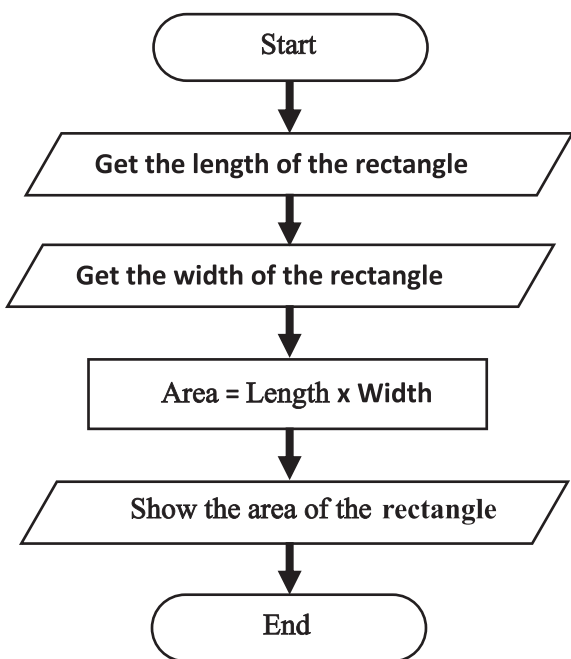 Start
Get the length of the rectangle
Get the width of the rectangle
Area = Length x Width
Show the area of the rectangle
End